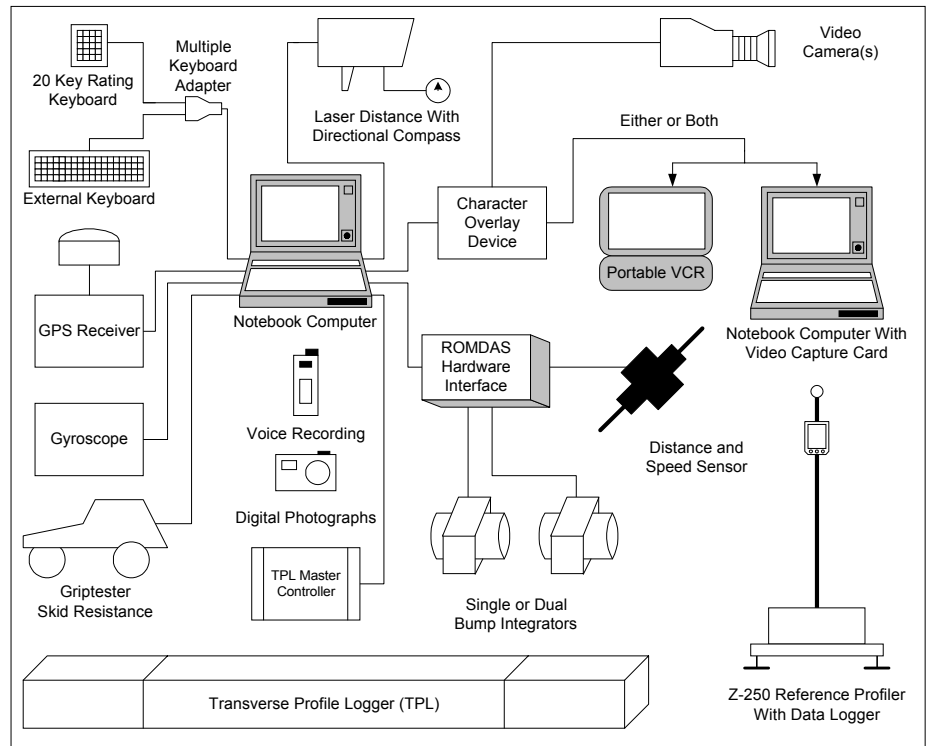 20 Key Rating
Keyboard
Multiple
Keyboard
Adapter
Laser Distance With
Directional Compass
Video
Camera(s)
Either or Both
External Keyboard
Character
Overlay
Device
Portable VCR
GPS Receiver
Notebook Computer
Notebook Computer With
Video Capture Card
ROMDAS
Hardware
Interface
Gyroscope
Voice Recording
Distance and
Speed Sensor
Digital Photographs
Griptester
Skid Resistance
TPL Master
Controller
Single or Dual
Bump Integrators
Transverse Profile Logger (TPL)
Z-250 Reference Profiler
With Data Logger